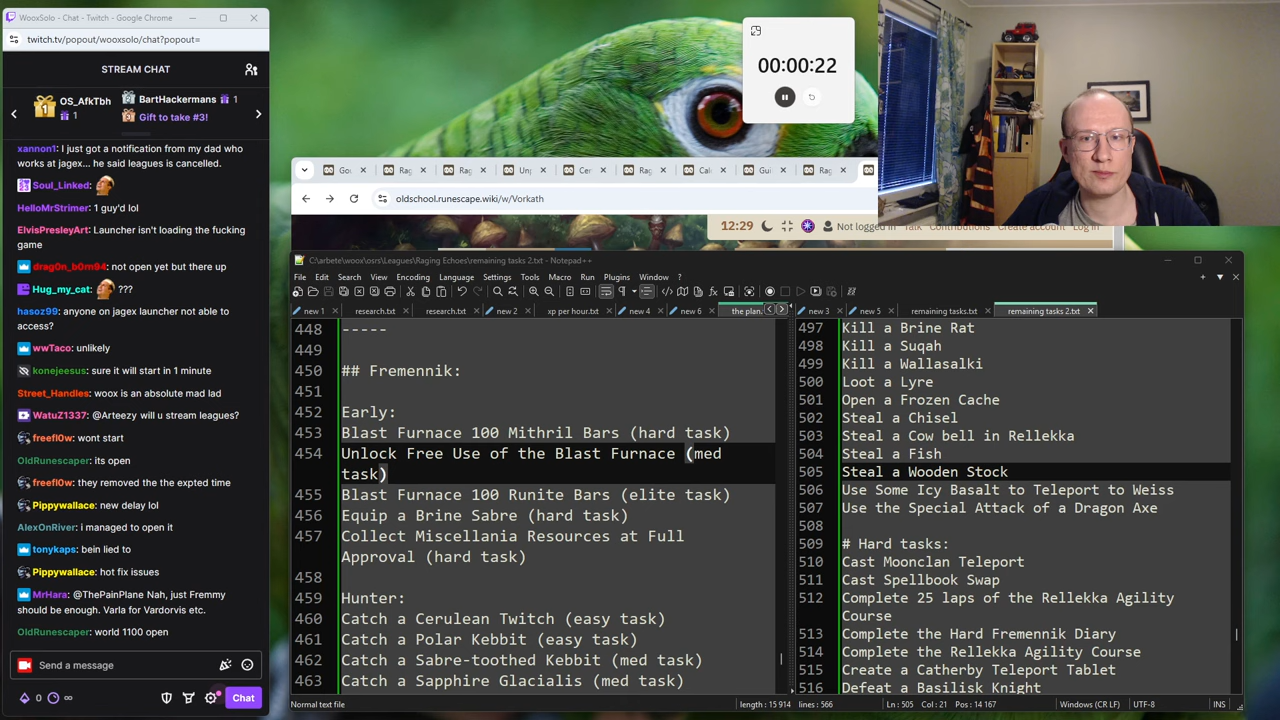 WooxSolo - Chat - Twitch - Google Chrome
twitch.tv/popout/wooxsolo/chat?popout=
STREAM CHAT
OS_AfkTbh
1
BartHackermans 1
Gift to take #3!
xannon1: I just got a notification from my dad who
works at jagex... he said leagues is cancelled.
Soul_Linked:
HelloMrStrimer: 1 guy'd lol
ElvisPresleyArt: Launcher isn't loading the fucking
game
drag0n_b0m94: not open yet but there up
Hug_my_cat: ???
hasoz99: anyone on jagex launcher not able to
access?
wwTaco: unlikely
konejeesus: sure it will start in 1 minute
Street_Handles: woox is an absolute mad lad
WatuZ1337: @Arteezy will u stream leagues?
freefl0w: wont start
OldRunescaper: its open
freefl0w: they removed the the expted time
Pippywallace: new delay lol
AlexOnRiver: i managed to open it
tonykaps: bein lied to
Pippywallace: hot fix issues
MrHara: @ThePainPlane Nah, just Fremmy
should be enough. Varla for Vardorvis etc.
OldRunescaper: world 1100 open
Send a message
0 ∞
Chat
00:00:22
Go
Rag
Rag
Un
Cer
Rag
Cal
Gui
Rag
oldschool.runescape.wiki/w/Vorkath
12:29
Not logged in Talk Contributions Create account Log in
C:\arbete\woox\osrs\Leagues\Raging Echoes\remaining tasks 2.txt - Notepad++
File Edit Search View Encoding Language Settings Tools Macro Run Plugins Window ?
new 1 research.txt research.txt new 2 xp per hour.txt new 4 new 6 the plan.
448 -----
449
450 ## Fremennik:
451
452 Early:
453 Blast Furnace 100 Mithril Bars (hard task)
454 Unlock Free Use of the Blast Furnace (med
task)
455 Blast Furnace 100 Runite Bars (elite task)
456 Equip a Brine Sabre (hard task)
457 Collect Miscellania Resources at Full
Approval (hard task)
458
459 Hunter:
460 Catch a Cerulean Twitch (easy task)
461 Catch a Polar Kebbit (easy task)
462 Catch a Sabre-toothed Kebbit (med task)
463 Catch a Sapphire Glacialis (med task)
new 3 new 5 remaining tasks.txt remaining tasks 2.txt
497 Kill a Brine Rat
498 Kill a Suqah
499 Kill a Wallasalki
500 Loot a Lyre
501 Open a Frozen Cache
502 Steal a Chisel
503 Steal a Cow bell in Rellekka
504 Steal a Fish
505 Steal a Wooden Stock
506 Use Some Icy Basalt to Teleport to Weiss
507 Use the Special Attack of a Dragon Axe
508
509 # Hard tasks:
510 Cast Moonclan Teleport
511 Cast Spellbook Swap
512 Complete 25 laps of the Rellekka Agility
Course
513 Complete the Hard Fremennik Diary
514 Complete the Rellekka Agility Course
515 Create a Catherby Teleport Tablet
516 Defeat a Basilisk Knight
Normal text file
length : 15 914 lines : 566
Ln : 505 Col : 21 Pos : 14 167
Windows (CR LF)
UTF-8
INS